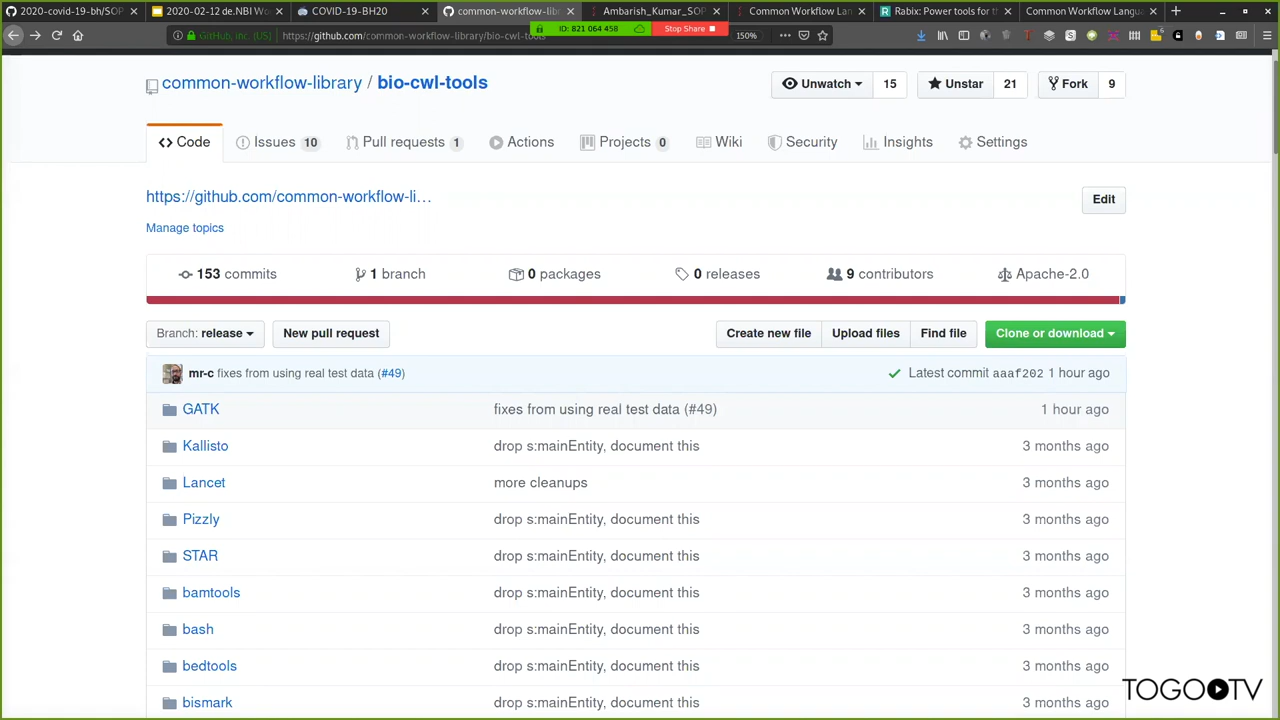 2020-covid-19-bh/SOP
2020-02-12 de.NBI Wo
COVID-19-BH20
common-workflow-lib
Ambarish_Kumar_SOP
Common Workflow Lan
Rabix: Power tools for th
Common Workflow Langu
ID: 821 064 458
Stop Share
GitHub, Inc. (US)
https://github.com/common-workflow-library/bio-cwl-tools
150%
common-workflow-library / bio-cwl-tools
Unwatch 15
Unstar 21
Fork 9
Code
Issues 10
Pull requests 1
Actions
Projects 0
Wiki
Security
Insights
Settings
https://github.com/common-workflow-li…
Edit
Manage topics
153 commits
1 branch
0 packages
0 releases
9 contributors
Apache-2.0
Branch: release
New pull request
Create new file
Upload files
Find file
Clone or download
mr-c fixes from using real test data (#49)
Latest commit aaaf202 1 hour ago
GATK fixes from using real test data (#49) 1 hour ago
Kallisto drop s:mainEntity, document this 3 months ago
Lancet more cleanups 3 months ago
Pizzly drop s:mainEntity, document this 3 months ago
STAR drop s:mainEntity, document this 3 months ago
bamtools drop s:mainEntity, document this 3 months ago
bash drop s:mainEntity, document this 3 months ago
bedtools drop s:mainEntity, document this 3 months ago
bismark drop s:mainEntity, document this 3 months ago
TOGOTV